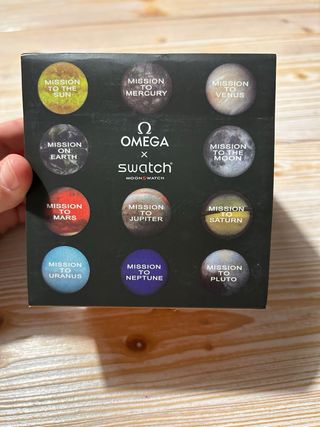 MISSION
TO THE
SUN
MISSION
TO
MERCURY
MISSION
TO
VENUS
MISSION
ON
EARTH
Ω
OMEGA
×
swatch
MOONSWATCH
MISSION
TO THE
MOON
MISSION
TO
MARS
MISSION
TO
JUPITER
MISSION
TO
SATURN
MISSION
TO
URANUS
MISSION
TO
NEPTUNE
MISSION
TO
PLUTO